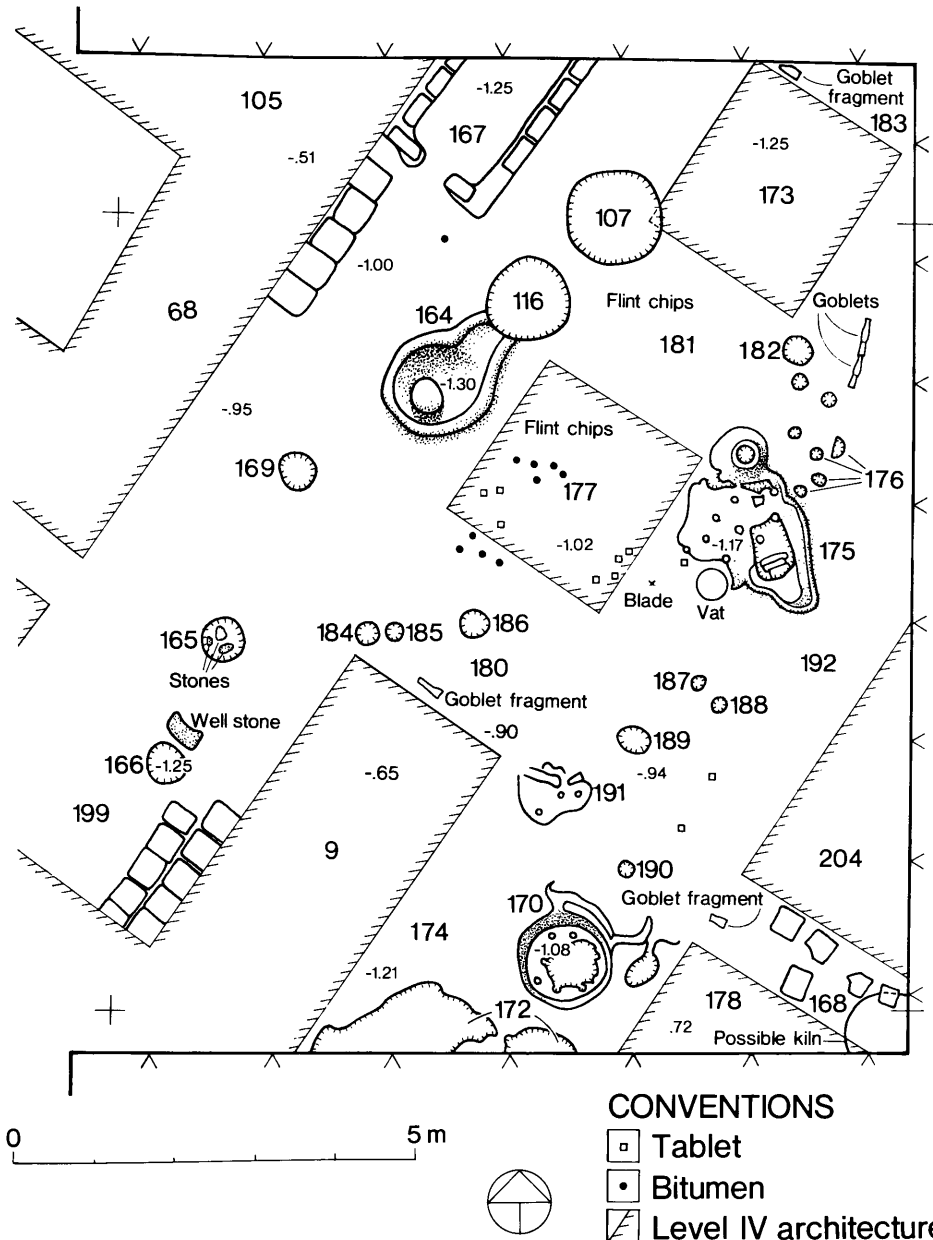 Goblet
fragment
183
105
-1.25
167
-.51
-1.25
173
107
-1.00
68
164
116
Flint chips
Goblets
181
182
-1.30
-.95
Flint chips
169
177
176
-1.02
-1.17
175
Blade
Vat
165
184
185
186
180
192
Stones
187
188
Goblet fragment
Well stone
-.90
189
166
-1.25
-.65
-.94
191
199
9
204
190
Goblet fragment
170
174
-1.08
-1.21
172
178
168
.72
Possible kiln
CONVENTIONS
0
5 m
Tablet
Bitumen
Level IV architecture